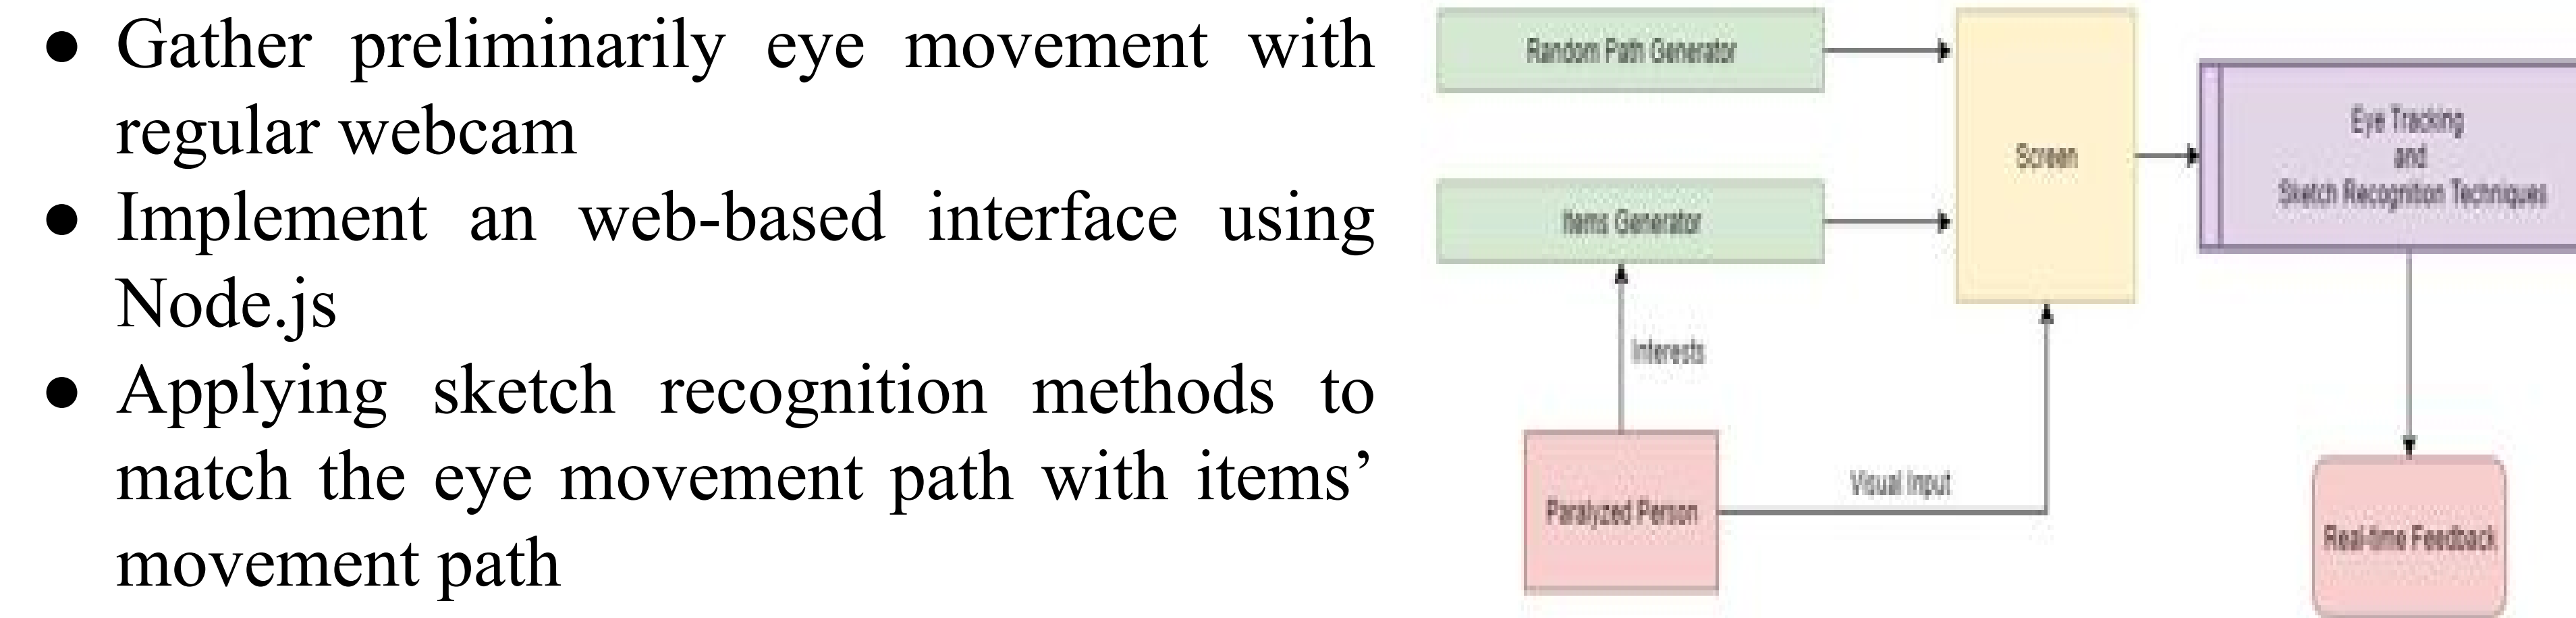 ● Gather preliminarily eye movement with
regular webcam
● Implement an web-based interface using
Node.js
● Applying sketch recognition methods to
match the eye movement path with items’
movement path
Random Path Generator
Items Generator
Interests
Paralyzed Person
Visual Input
Screen
Eye Tracking
and
Sketch Recognition Techniques
Real-time Feedback